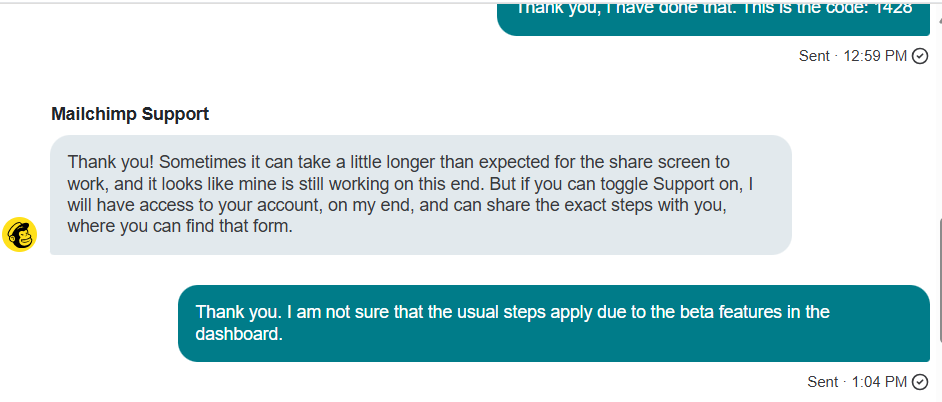 Thank you, I have done that. This is the code: 1428
Sent · 12:59 PM
Mailchimp Support
Thank you! Sometimes it can take a little longer than expected for the share screen to
work, and it looks like mine is still working on this end. But if you can toggle Support on, I
will have access to your account, on my end, and can share the exact steps with you,
where you can find that form.
Thank you. I am not sure that the usual steps apply due to the beta features in the
dashboard.
Sent · 1:04 PM